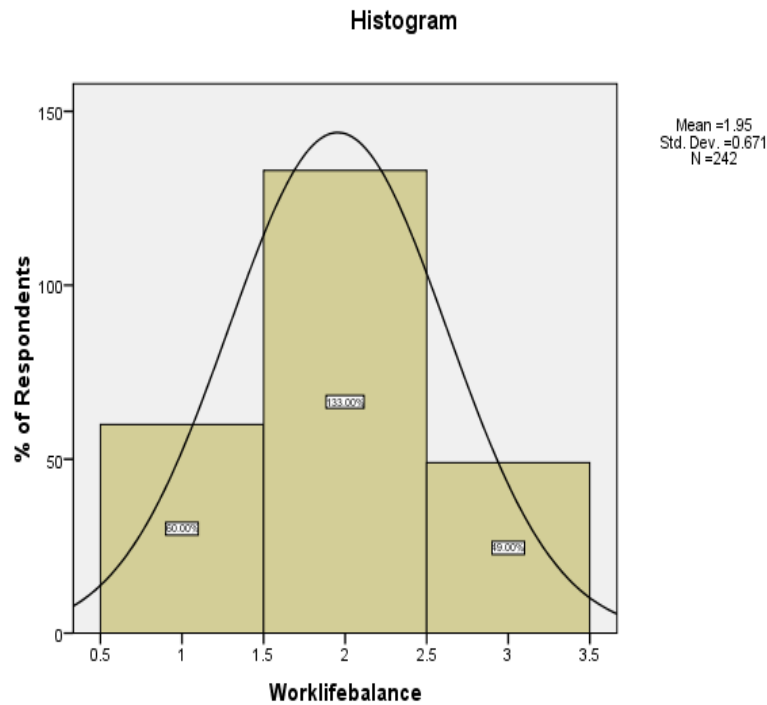 Histogram
Mean =1.95
Std. Dev. =0.671
N =242
% of Respondents
150
100
50
0
133.00%
60.00%
49.00%
0.5 1 1.5 2 2.5 3 3.5
Worklifebalance